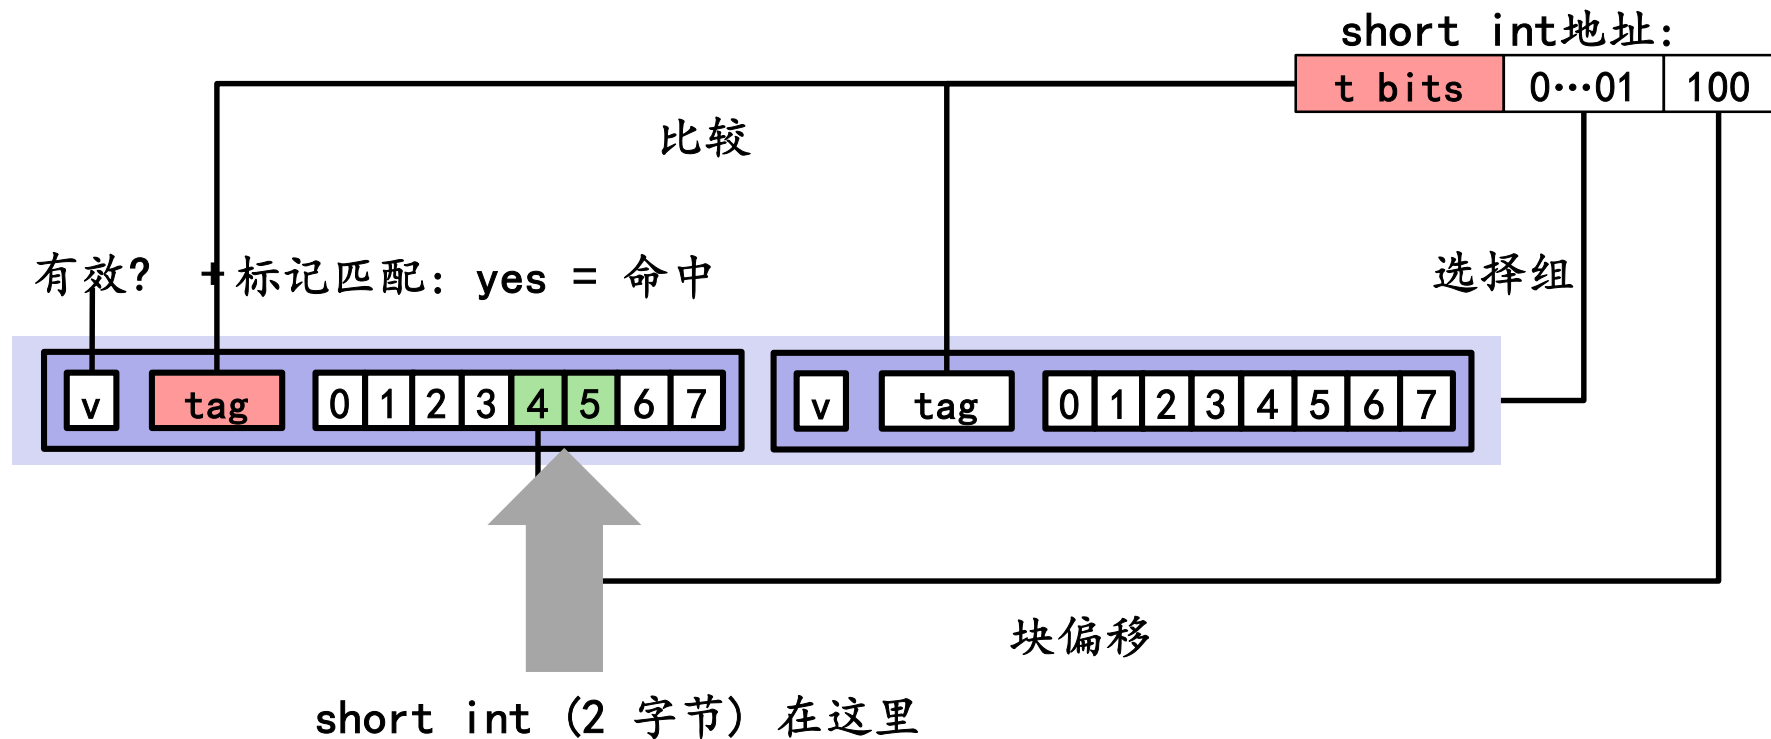 short int地址:
t bits 0…01 100
比较
有效? + 标记匹配: yes = 命中
选择组
v tag 0 1 2 3 4 5 6 7 v tag 0 1 2 3 4 5 6 7
块偏移
short int (2 字节) 在这里